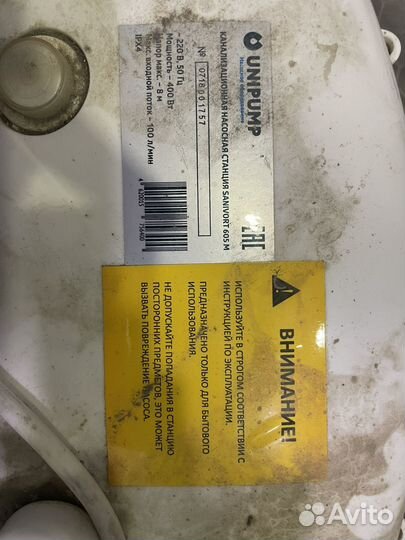 UNIPUMP
Насосное оборудование
КАНАЛИЗАЦИОННАЯ НАСОСНАЯ СТАНЦИЯ SANIVORT 605 M
№ 0718001757
220 В, 50 Гц
Мощность – 400 Вт
Напор макс. – 8 м
Макс. входной поток – 100 л/мин
IPX4
EAC
ВНИМАНИЕ!
ИСПОЛЬЗУЙТЕ В СТРОГОМ СООТВЕТСТВИИ С
ИНСТРУКЦИЕЙ ПО ЭКСПЛУАТАЦИИ.
ПРЕДНАЗНАЧЕНО ТОЛЬКО ДЛЯ БЫТОВОГО
ИСПОЛЬЗОВАНИЯ.
НЕ ДОПУСКАЙТЕ ПОПАДАНИЯ В СТАНЦИЮ
ПОСТОРОННИХ ПРЕДМЕТОВ, ЭТО МОЖЕТ
ВЫЗВАТЬ ПОВРЕЖДЕНИЕ НАСОСА.
Avito